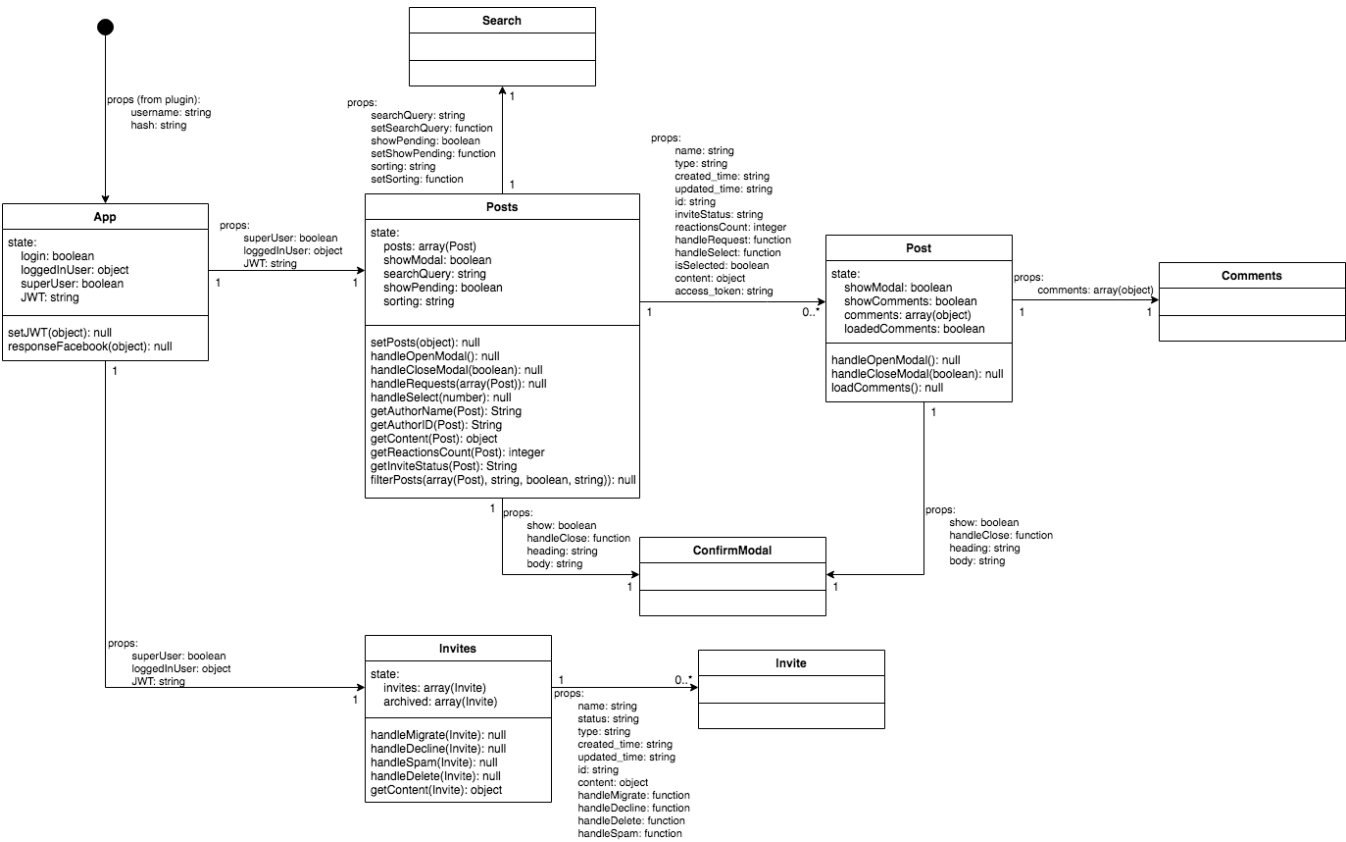 Search
props (from plugin):
username: string
hash: string
props:
searchQuery: string
setSearchQuery: function
showPending: boolean
setShowPending: function
sorting: string
setSorting: function
1
1
App
state:
login: boolean
loggedInUser: object
superUser: boolean
JWT: string
setJWT(object): null
responseFacebook(object): null
props:
superUser: boolean
loggedInUser: object
JWT: string
1
1
Posts
state:
posts: array(Post)
showModal: boolean
searchQuery: string
showPending: boolean
sorting: string
setPosts(object): null
handleOpenModal(): null
handleCloseModal(boolean): null
handleRequests(array(Post)): null
handleSelect(number): null
getAuthorName(Post): String
getAuthorID(Post): String
getContent(Post): object
getReactionsCount(Post): integer
getInviteStatus(Post): String
filterPosts(array(Post), string, boolean, string)): null
props:
name: string
type: string
created_time: string
updated_time: string
id: string
inviteStatus: string
reactionsCount: integer
handleRequest: function
handleSelect: function
isSelected: boolean
content: object
access_token: string
1
0..*
Post
state:
showModal: boolean
showComments: boolean
comments: array(object)
loadedComments: boolean
handleOpenModal(): null
handleCloseModal(boolean): null
loadComments(): null
props:
comments: array(object)
1
1
Comments
1
1
props:
show: boolean
handleClose: function
heading: string
body: string
1
ConfirmModal
1
props:
show: boolean
handleClose: function
heading: string
body: string
1
props:
superUser: boolean
loggedInUser: object
JWT: string
1
Invites
state:
invites: array(Invite)
archived: array(Invite)
handleMigrate(Invite): null
handleDecline(Invite): null
handleSpam(Invite): null
handleDelete(Invite): null
getContent(Invite): object
1
0..*
props:
name: string
status: string
type: string
created_time: string
updated_time: string
id: string
content: object
handleMigrate: function
handleDecline: function
handleDelete: function
handleSpam: function
Invite